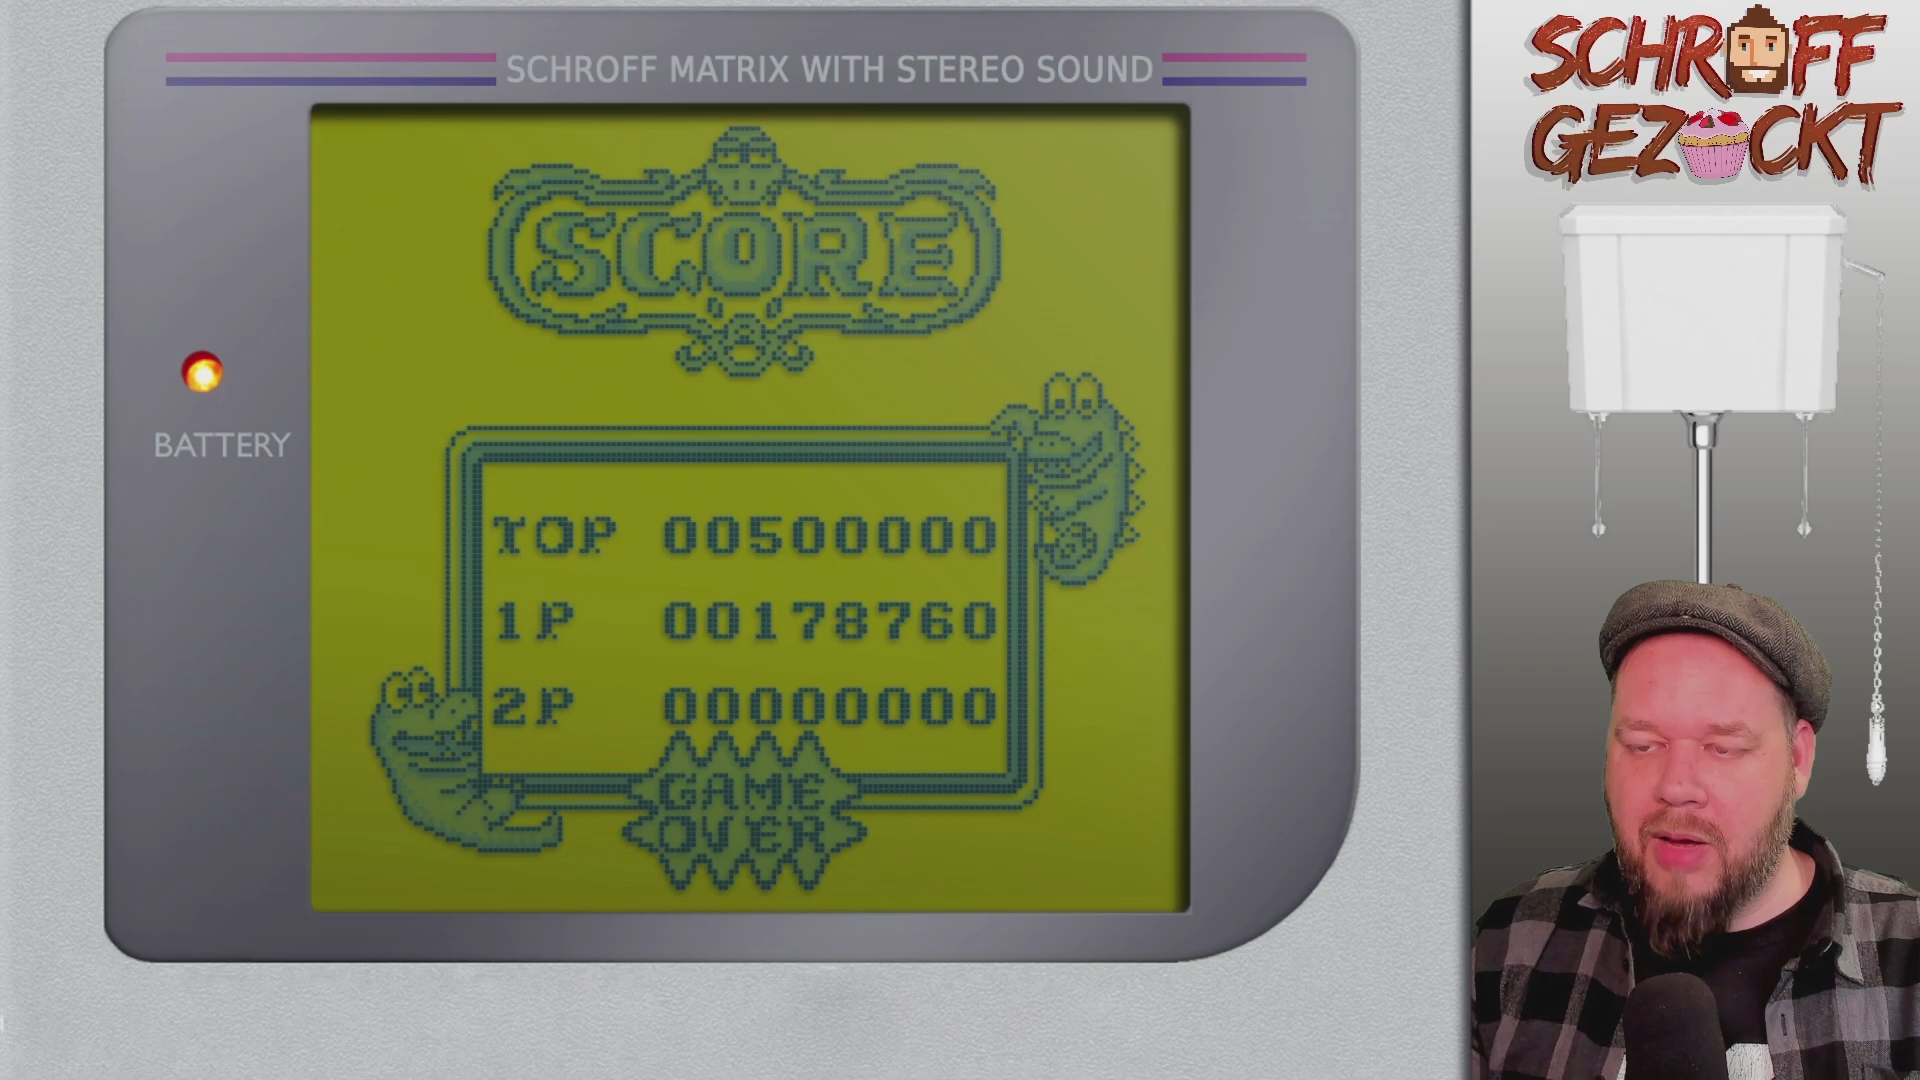 SCHROFF MATRIX WITH STEREO SOUND
SCHROFF
GEZOCKT
BATTERY
SCORE
TOP 00500000
1P 00178760
2P 00000000
GAME
OVER